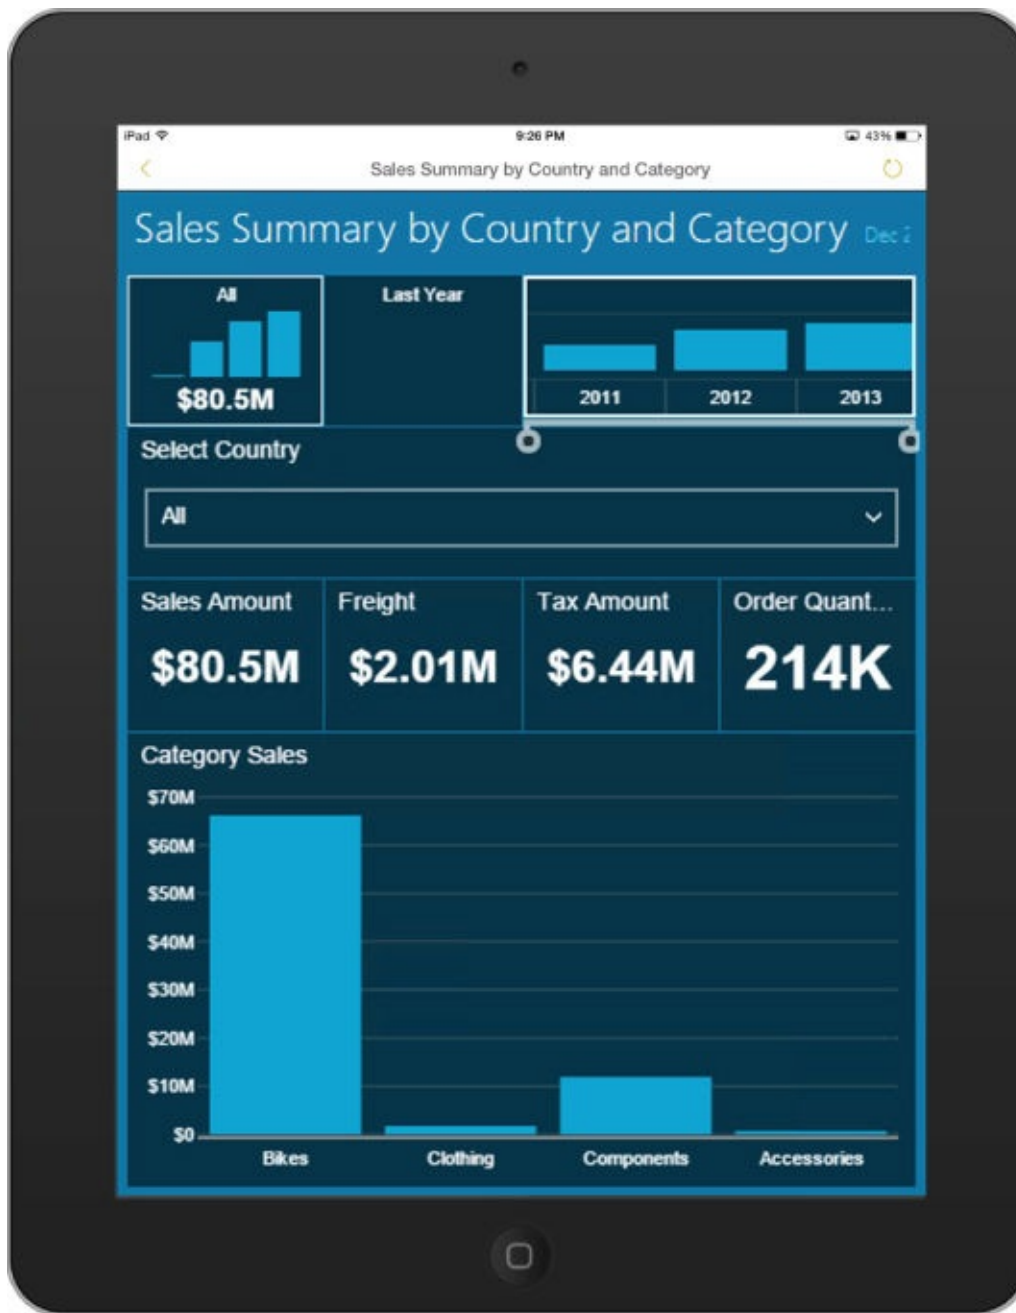 iPad 9:26 PM 43%
Sales Summary by Country and Category
Sales Summary by Country and Category Dec 2
All Last Year
$80.5M 2011 2012 2013
Select Country
All
Sales Amount Freight Tax Amount Order Quant...
$80.5M $2.01M $6.44M 214K
Category Sales
$70M
$60M
$50M
$40M
$30M
$20M
$10M
$0
Bikes Clothing Components Accessories